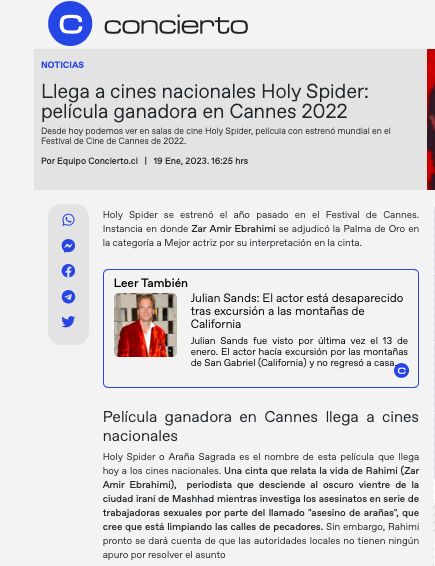 concierto
NOTICIAS
Llega a cines nacionales Holy Spider:
película ganadora en Cannes 2022
Desde hoy podemos ver en salas de cine Holy Spider, película con estrenó mundial en el
Festival de Cine de Cannes de 2022.
Por Equipo Concierto.cl | 19 Ene, 2023. 16:25 hrs
Holy Spider se estrenó el año pasado en el Festival de Cannes.
Instancia en donde Zar Amir Ebrahimi se adjudicó la Palma de Oro en
la categoría a Mejor actriz por su interpretación en la cinta.
Leer También
Julian Sands: El actor está desaparecido
tras excursión a las montañas de
California
Julian Sands fue visto por última vez el 13 de
enero. El actor hacía excursión por las montañas
de San Gabriel (California) y no regresó a casa.
Película ganadora en Cannes llega a cines
nacionales
Holy Spider o Araña Sagrada es el nombre de esta película que llega
hoy a los cines nacionales. Una cinta que relata la vida de Rahimi (Zar
Amir Ebrahimi), periodista que desciende al oscuro vientre de la
ciudad iraní de Mashhad mientras investiga los asesinatos en serie de
trabajadoras sexuales por parte del llamado "asesino de arañas", que
cree que está limpiando las calles de pecadores. Sin embargo, Rahimi
pronto se dará cuenta de que las autoridades locales no tienen ningún
apuro por resolver el asunto